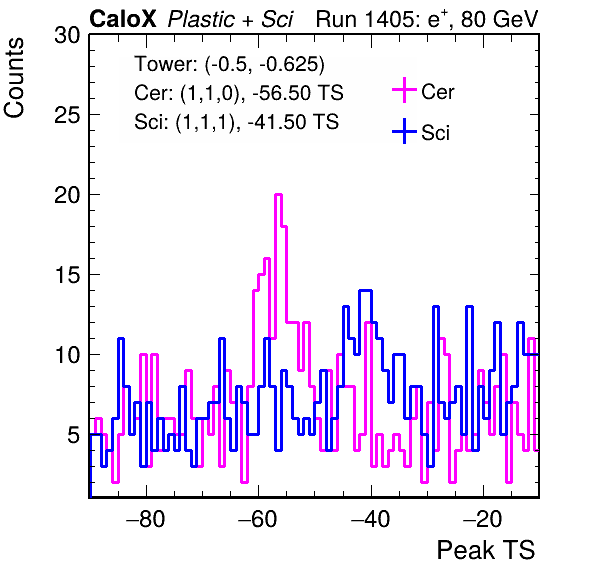 CaloX Plastic + Sci Run 1405: e+, 80 GeV
Counts
30
25
20
15
10
5
Tower: (-0.5, -0.625)
Cer: (1,1,0), -56.50 TS
Sci: (1,1,1), -41.50 TS
Cer
Sci
−80 −60 −40 −20
Peak TS